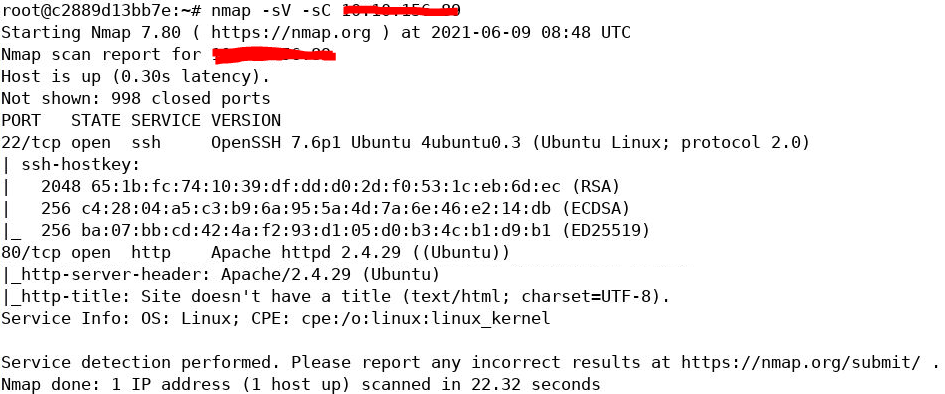 root@c2889d13bb7e:~# nmap -sV -sC
Starting Nmap 7.80 ( https://nmap.org ) at 2021-06-09 08:48 UTC
Nmap scan report for
Host is up (0.30s latency).
Not shown: 998 closed ports
PORT   STATE SERVICE VERSION
22/tcp open  ssh     OpenSSH 7.6p1 Ubuntu 4ubuntu0.3 (Ubuntu Linux; protocol 2.0)
| ssh-hostkey:
|   2048 65:1b:fc:74:10:39:df:dd:d0:2d:f0:53:1c:eb:6d:ec (RSA)
|   256 c4:28:04:a5:c3:b9:6a:95:5a:4d:7a:6e:46:e2:14:db (ECDSA)
|_  256 ba:07:bb:cd:42:4a:f2:93:d1:05:d0:b3:4c:b1:d9:b1 (ED25519)
80/tcp open  http    Apache httpd 2.4.29 ((Ubuntu))
|_http-server-header: Apache/2.4.29 (Ubuntu)
|_http-title: Site doesn't have a title (text/html; charset=UTF-8).
Service Info: OS: Linux; CPE: cpe:/o:linux:linux_kernel
Service detection performed. Please report any incorrect results at https://nmap.org/submit/ .
Nmap done: 1 IP address (1 host up) scanned in 22.32 seconds